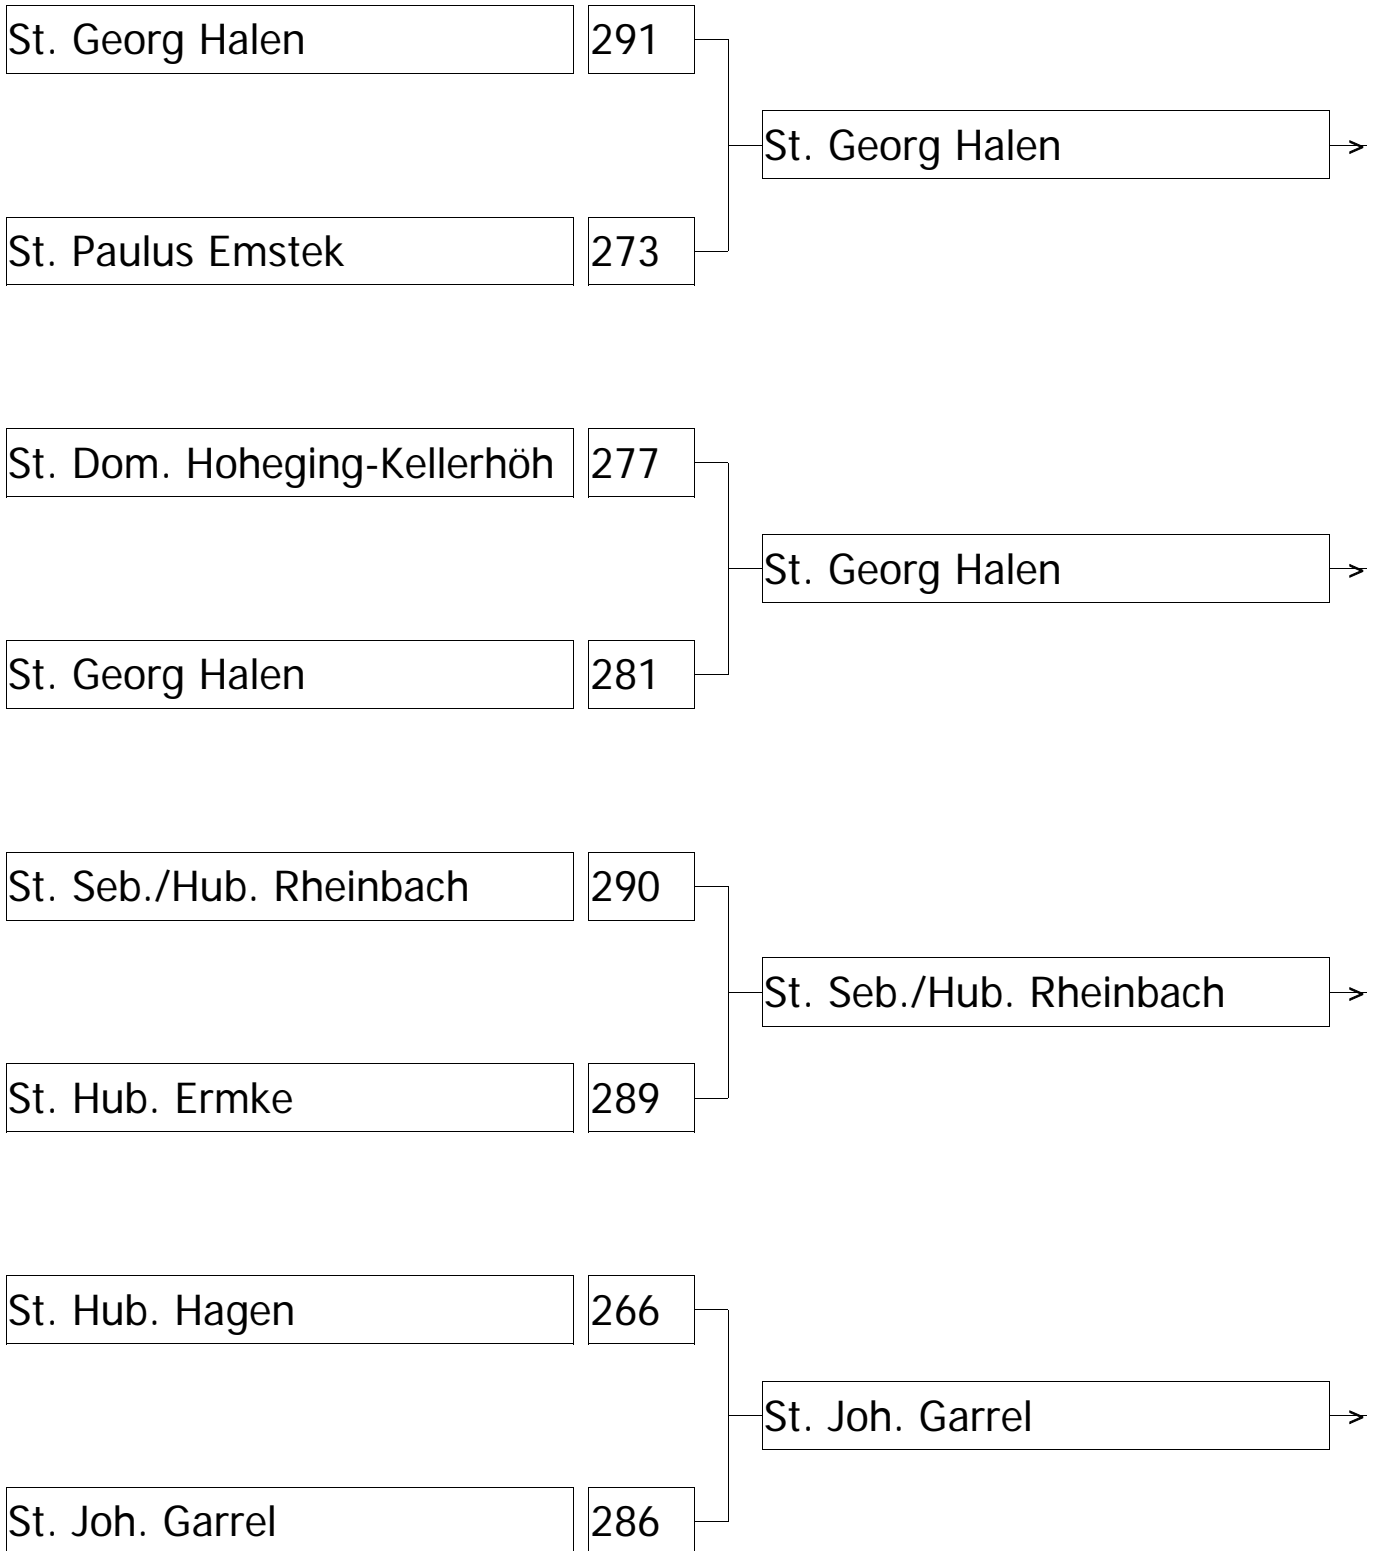 St. Georg Halen 291
St. Georg Halen >
St. Paulus Emstek 273
St. Dom. Hoheging-Kellerhöh 277
St. Georg Halen >
St. Georg Halen 281
St. Seb./Hub. Rheinbach 290
St. Seb./Hub. Rheinbach >
St. Hub. Ermke 289
St. Hub. Hagen 266
St. Joh. Garrel >
St. Joh. Garrel 286